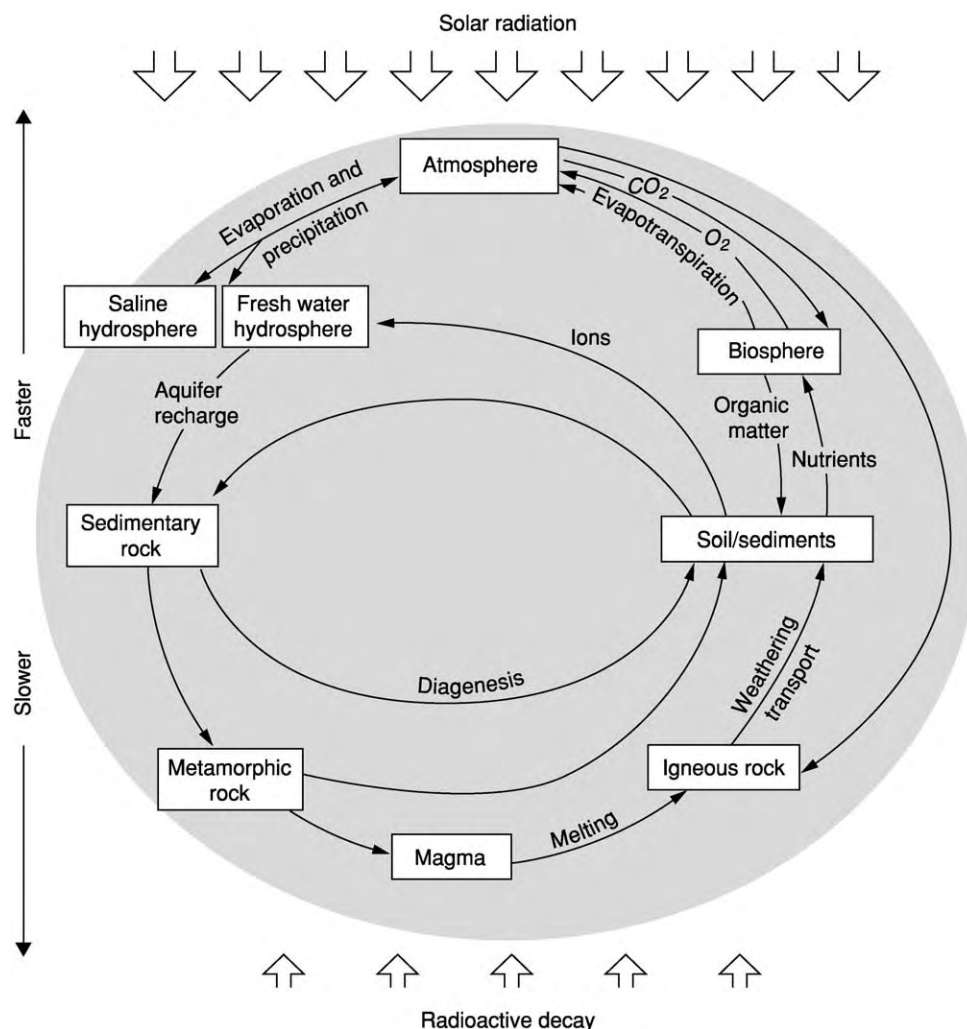 Solar radiation
Atmosphere
Evaporation and
precipitation
CO2
O2
Evapotranspiration
Saline
hydrosphere
Fresh water
hydrosphere
Ions
Biosphere
Faster
Aquifer
recharge
Organic
matter
Nutrients
Sedimentary
rock
Soil/sediments
Slower
Diagenesis
Weathering
transport
Metamorphic
rock
Igneous rock
Melting
Magma
Radioactive decay